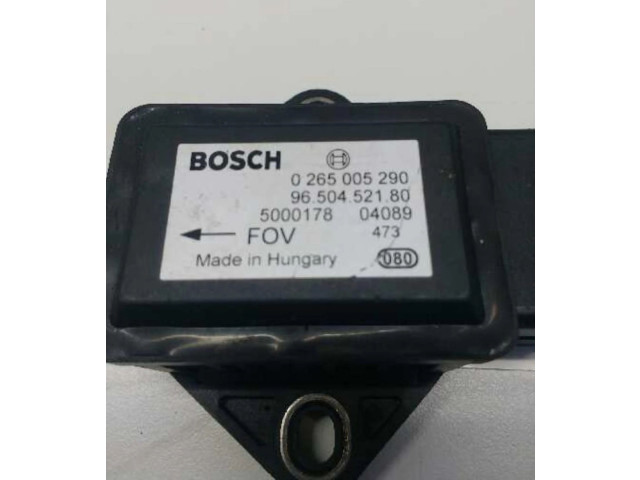 BOSCH
0 265 005 290
96.504.521.80
5000178 04089
FOV 473
Made in Hungary 080